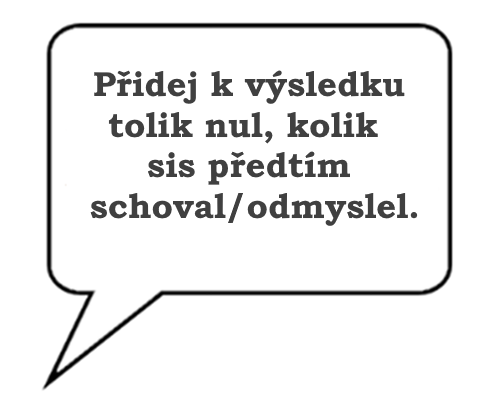 Přidej k výsledku
tolik nul, kolik
sis předtím
schoval/odmyslel.